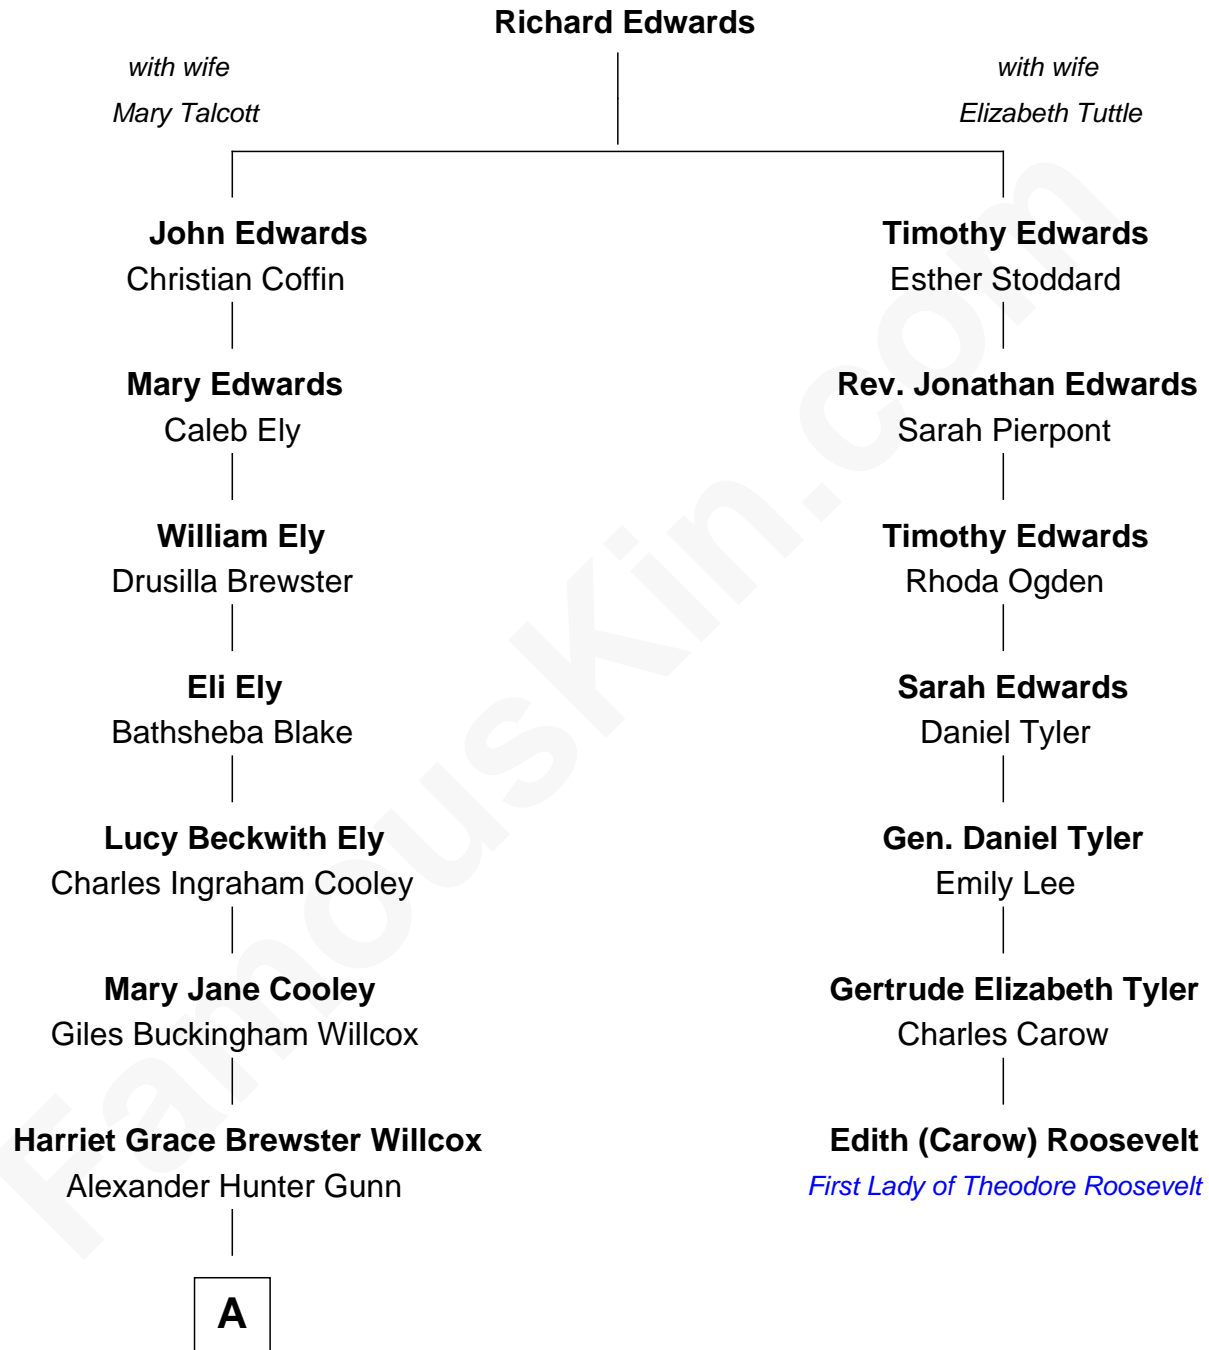 Richard Edwards
with wife
Mary Talcott
with wife
Elizabeth Tuttle
John Edwards
Christian Coffin
Timothy Edwards
Esther Stoddard
Mary Edwards
Caleb Ely
Rev. Jonathan Edwards
Sarah Pierpont
William Ely
Drusilla Brewster
Timothy Edwards
Rhoda Ogden
Eli Ely
Bathsheba Blake
Sarah Edwards
Daniel Tyler
Lucy Beckwith Ely
Charles Ingraham Cooley
Gen. Daniel Tyler
Emily Lee
Mary Jane Cooley
Giles Buckingham Willcox
Gertrude Elizabeth Tyler
Charles Carow
Harriet Grace Brewster Willcox
Alexander Hunter Gunn
Edith (Carow) Roosevelt
First Lady of Theodore Roosevelt
A
FamousKin.com